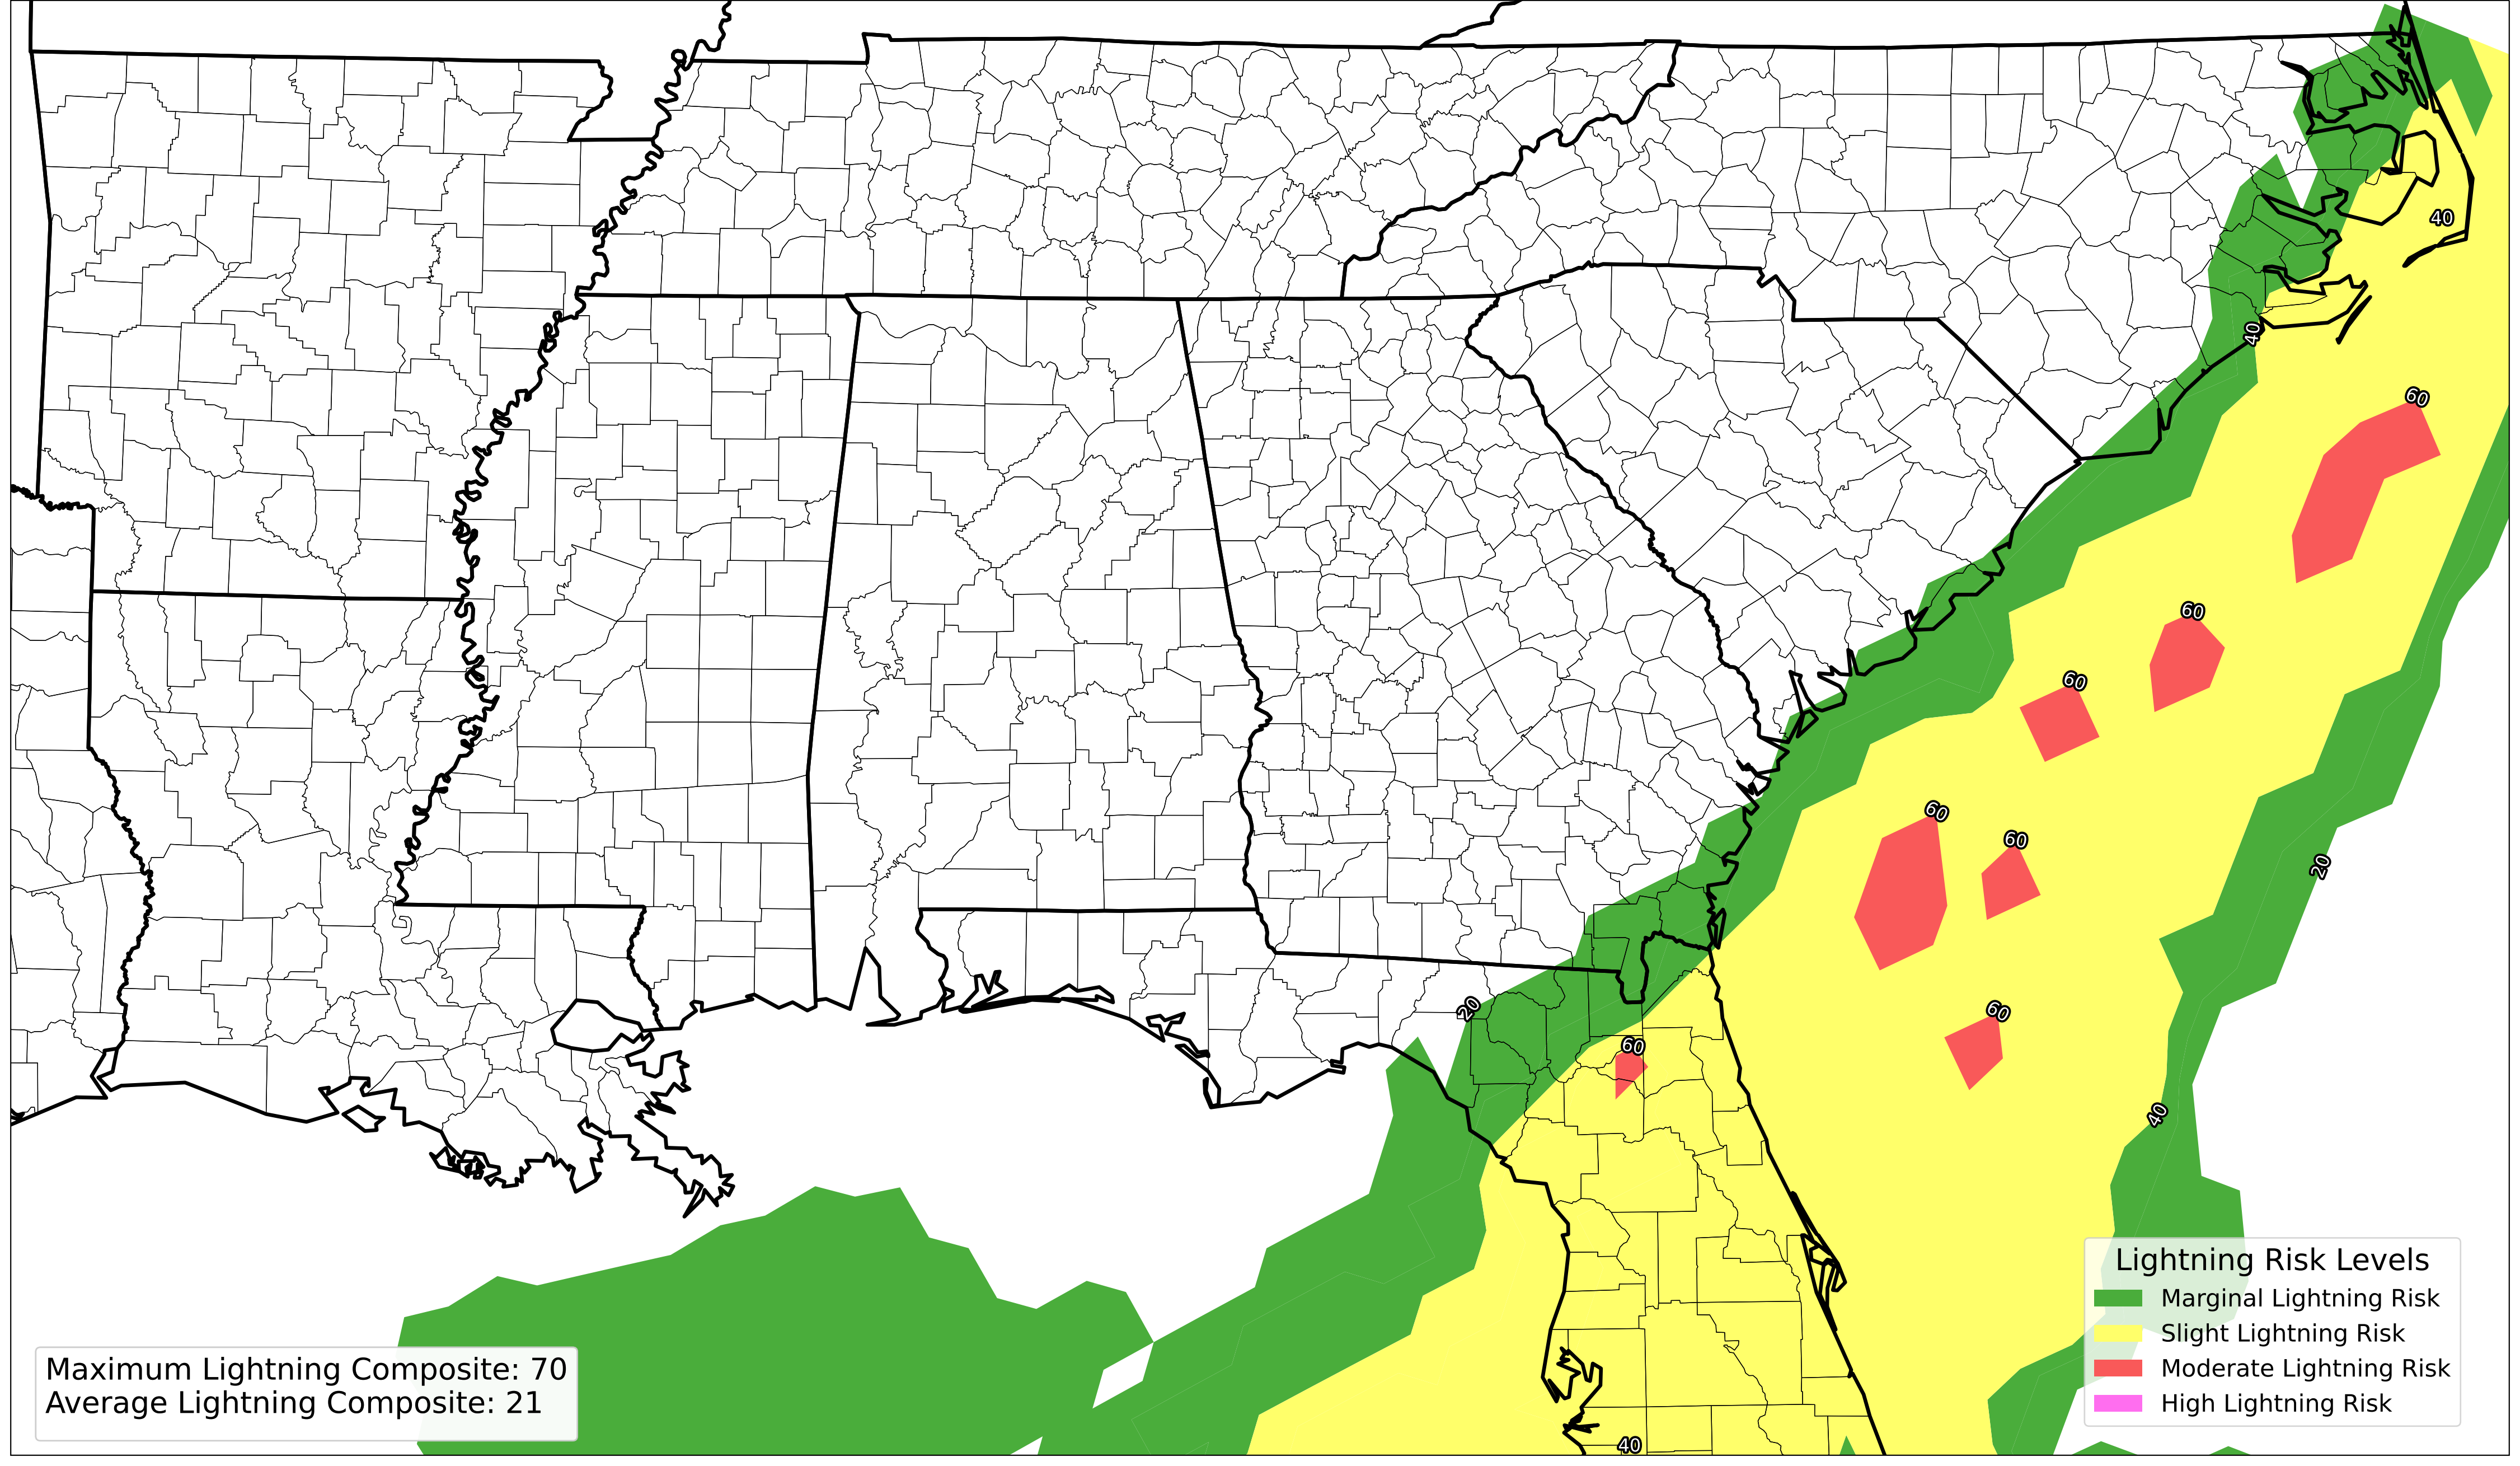 40
40
60
60
60
60
60
20
20
60
60
40
40
Lightning Risk Levels
Marginal Lightning Risk
Slight Lightning Risk
Moderate Lightning Risk
High Lightning Risk
Maximum Lightning Composite: 70
Average Lightning Composite: 21